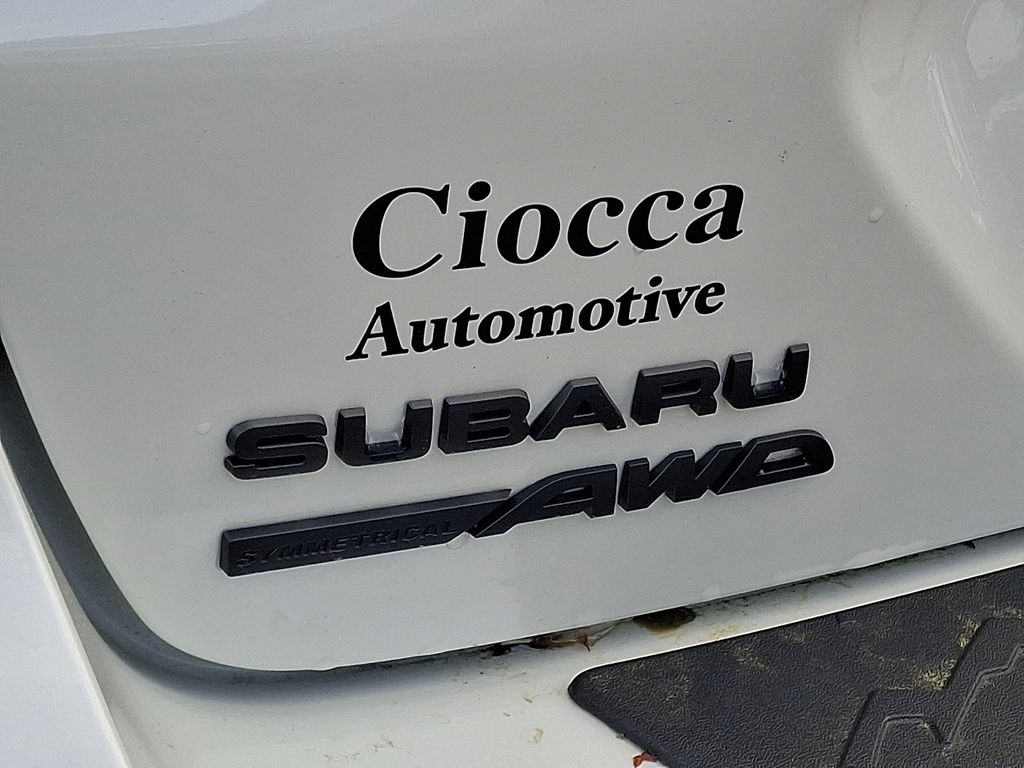 Ciocca
Automotive
SUBARU
SYMMETRICAL AWD